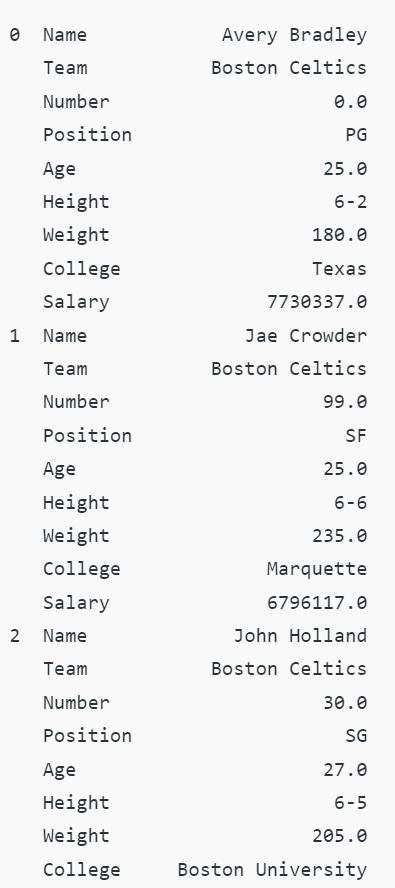 0 Name Avery Bradley
Team Boston Celtics
Number 0.0
Position PG
Age 25.0
Height 6-2
Weight 180.0
College Texas
Salary 7730337.0
1 Name Jae Crowder
Team Boston Celtics
Number 99.0
Position SF
Age 25.0
Height 6-6
Weight 235.0
College Marquette
Salary 6796117.0
2 Name John Holland
Team Boston Celtics
Number 30.0
Position SG
Age 27.0
Height 6-5
Weight 205.0
College Boston University